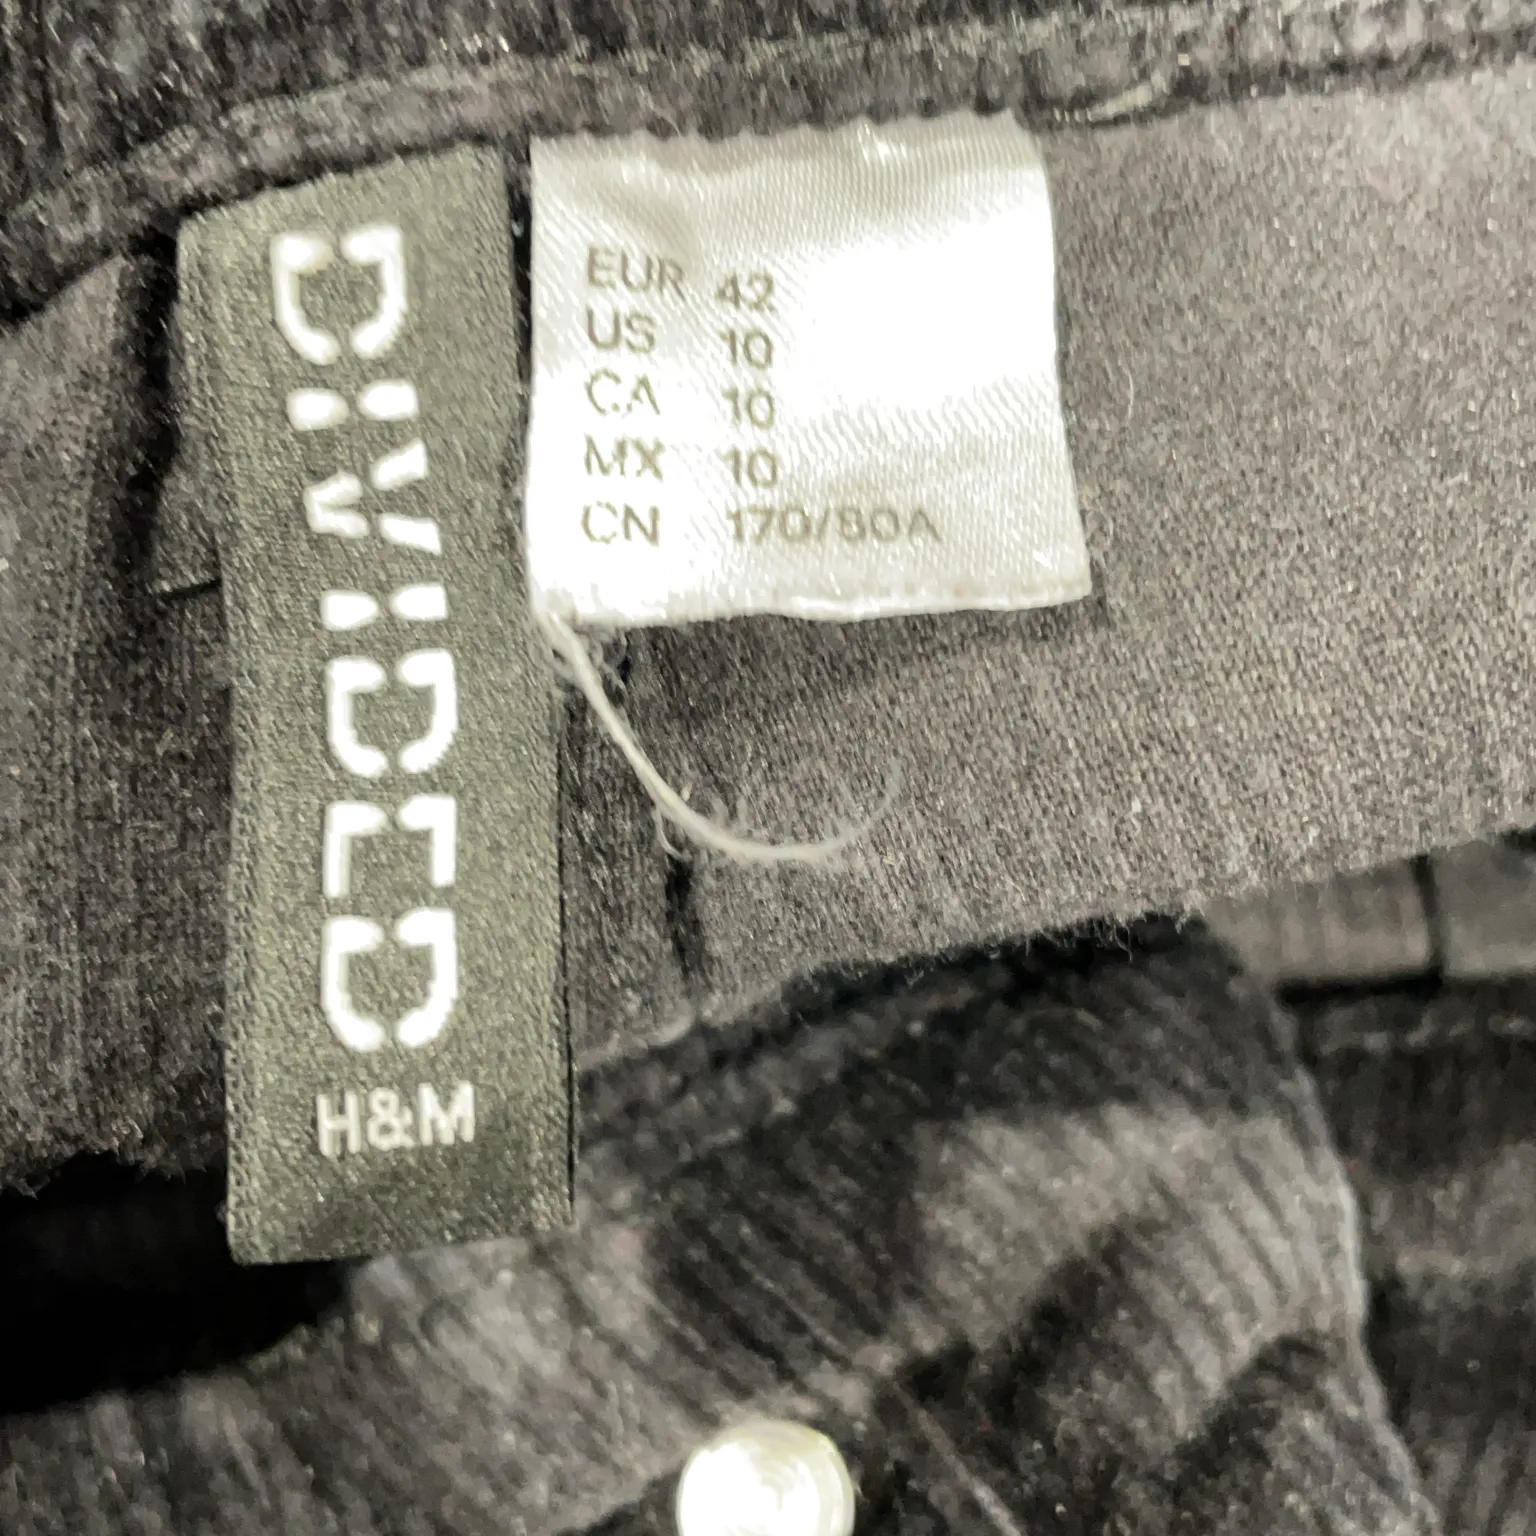 DIVIDED
H&M
EUR 42
US 10
CA 10
MX 10
CN 170/80A